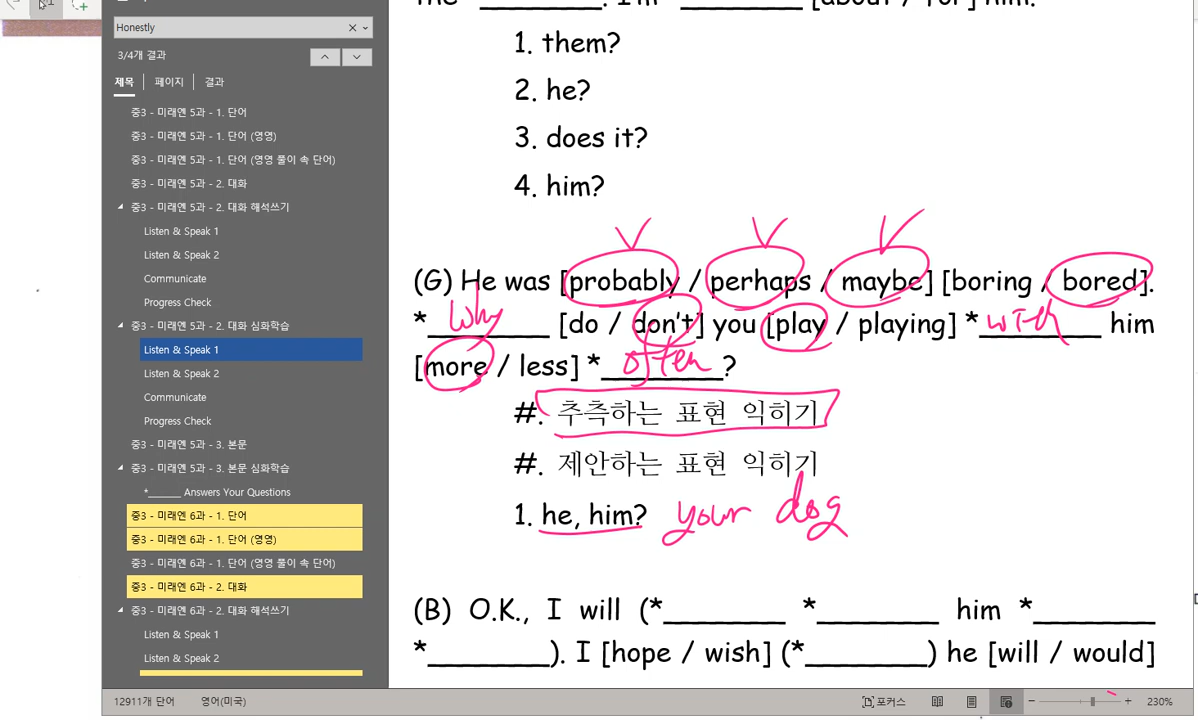 The ________. I'm ________ [about / for] him.
Honestly
3/4개 결과
제목 페이지 결과
중3 - 미래엔 5과 - 1. 단어
중3 - 미래엔 5과 - 1. 단어 (영영)
중3 - 미래엔 5과 - 1. 단어 (영영 풀이 속 단어)
중3 - 미래엔 5과 - 2. 대화
중3 - 미래엔 5과 - 2. 대화 해석쓰기
Listen & Speak 1
Listen & Speak 2
Communicate
Progress Check
중3 - 미래엔 5과 - 2. 대화 심화학습
Listen & Speak 1
Listen & Speak 2
Communicate
Progress Check
중3 - 미래엔 5과 - 3. 본문
중3 - 미래엔 5과 - 3. 본문 심화학습
*______ Answers Your Questions
중3 - 미래엔 6과 - 1. 단어
중3 - 미래엔 6과 - 1. 단어 (영영)
중3 - 미래엔 6과 - 1. 단어 (영영 풀이 속 단어)
중3 - 미래엔 6과 - 2. 대화
중3 - 미래엔 6과 - 2. 대화 해석쓰기
Listen & Speak 1
Listen & Speak 2
1. them?
2. he?
3. does it?
4. him?
(G) He was [probably / perhaps / maybe] [boring / bored].
*Why [do / don't] you [play / playing] *with him
[more / less] *often?
#. 추측하는 표현 익히기
#. 제안하는 표현 익히기
1. he, him? your dog
(B) O.K., I will (*________ *________ him *________
*________). I [hope / wish] (*________) he [will / would]
12911개 단어 영어(미국) 포커스 230%